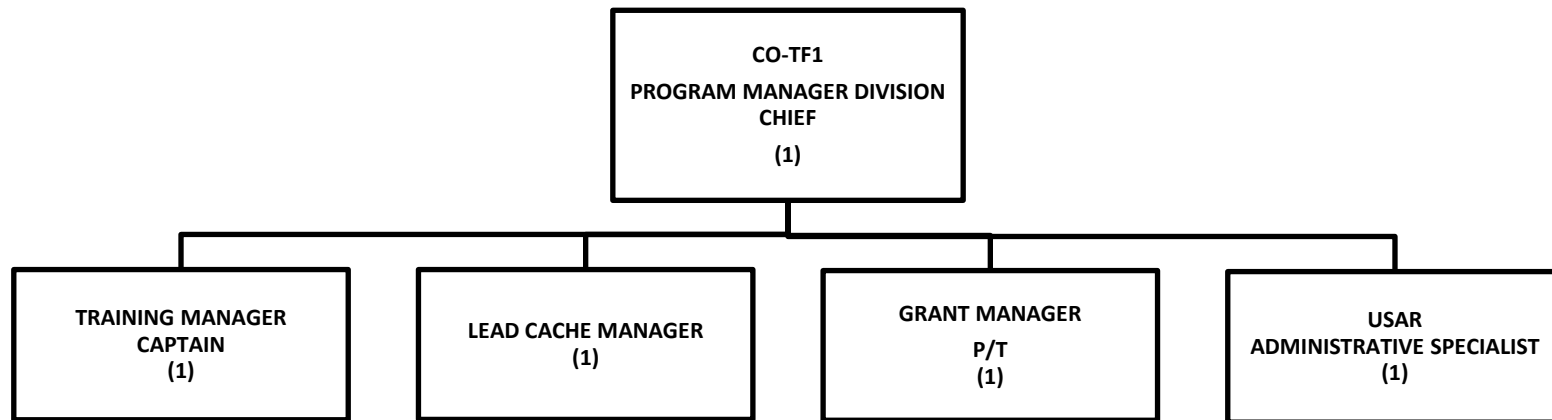 CO-TF1
PROGRAM MANAGER DIVISION
CHIEF
(1)
TRAINING MANAGER
CAPTAIN
(1)
LEAD CACHE MANAGER
(1)
GRANT MANAGER
P/T
(1)
USAR
ADMINISTRATIVE SPECIALIST
(1)